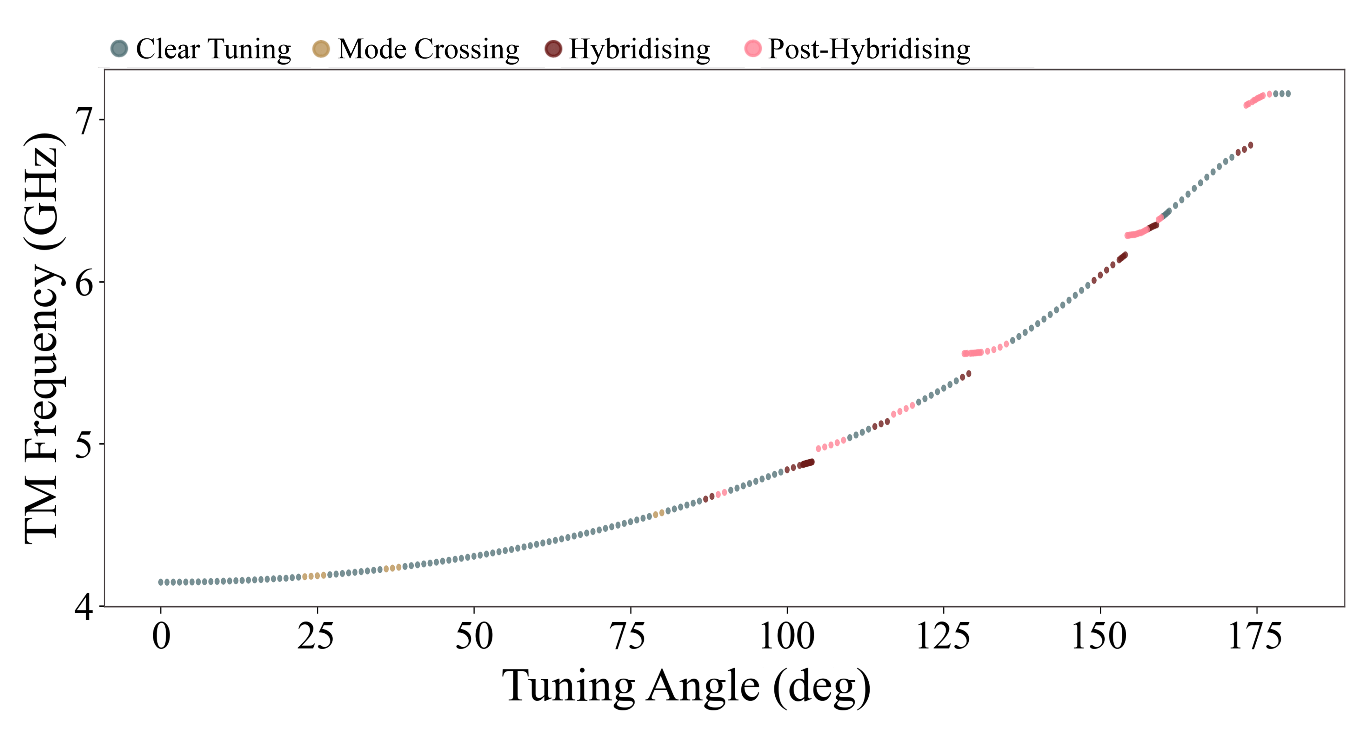 Clear Tuning Mode Crossing Hybridising Post-Hybridising
TM Frequency (GHz)
7
6
5
4
0 25 50 75 100 125 150 175
Tuning Angle (deg)